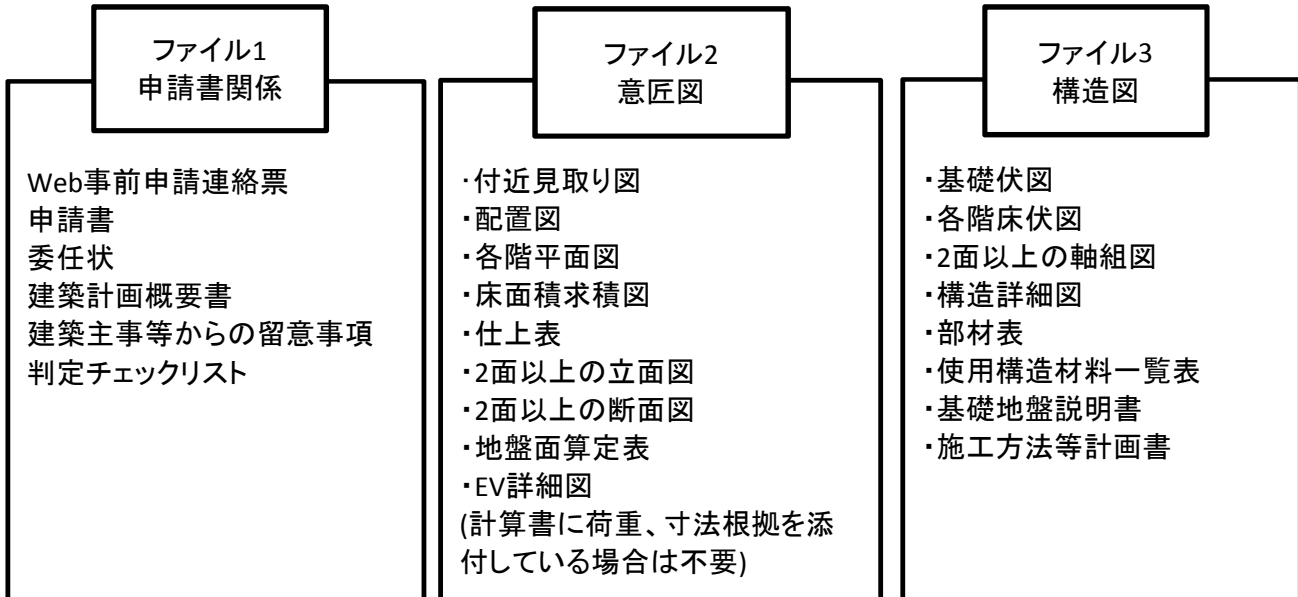 ファイル1
申請書関係
Web事前申請連絡票
申請書
委任状
建築計画概要書
建築主事等からの留意事項
判定チェックリスト
ファイル2
意匠図
・付近見取り図
・配置図
・各階平面図
・床面積求積図
・仕上表
・2面以上の立面図
・2面以上の断面図
・地盤面算定表
・EV詳細図
(計算書に荷重、寸法根拠を添
付している場合は不要)
ファイル3
構造図
・基礎伏図
・各階床伏図
・2面以上の軸組図
・構造詳細図
・部材表
・使用構造材料一覧表
・基礎地盤説明書
・施工方法等計画書